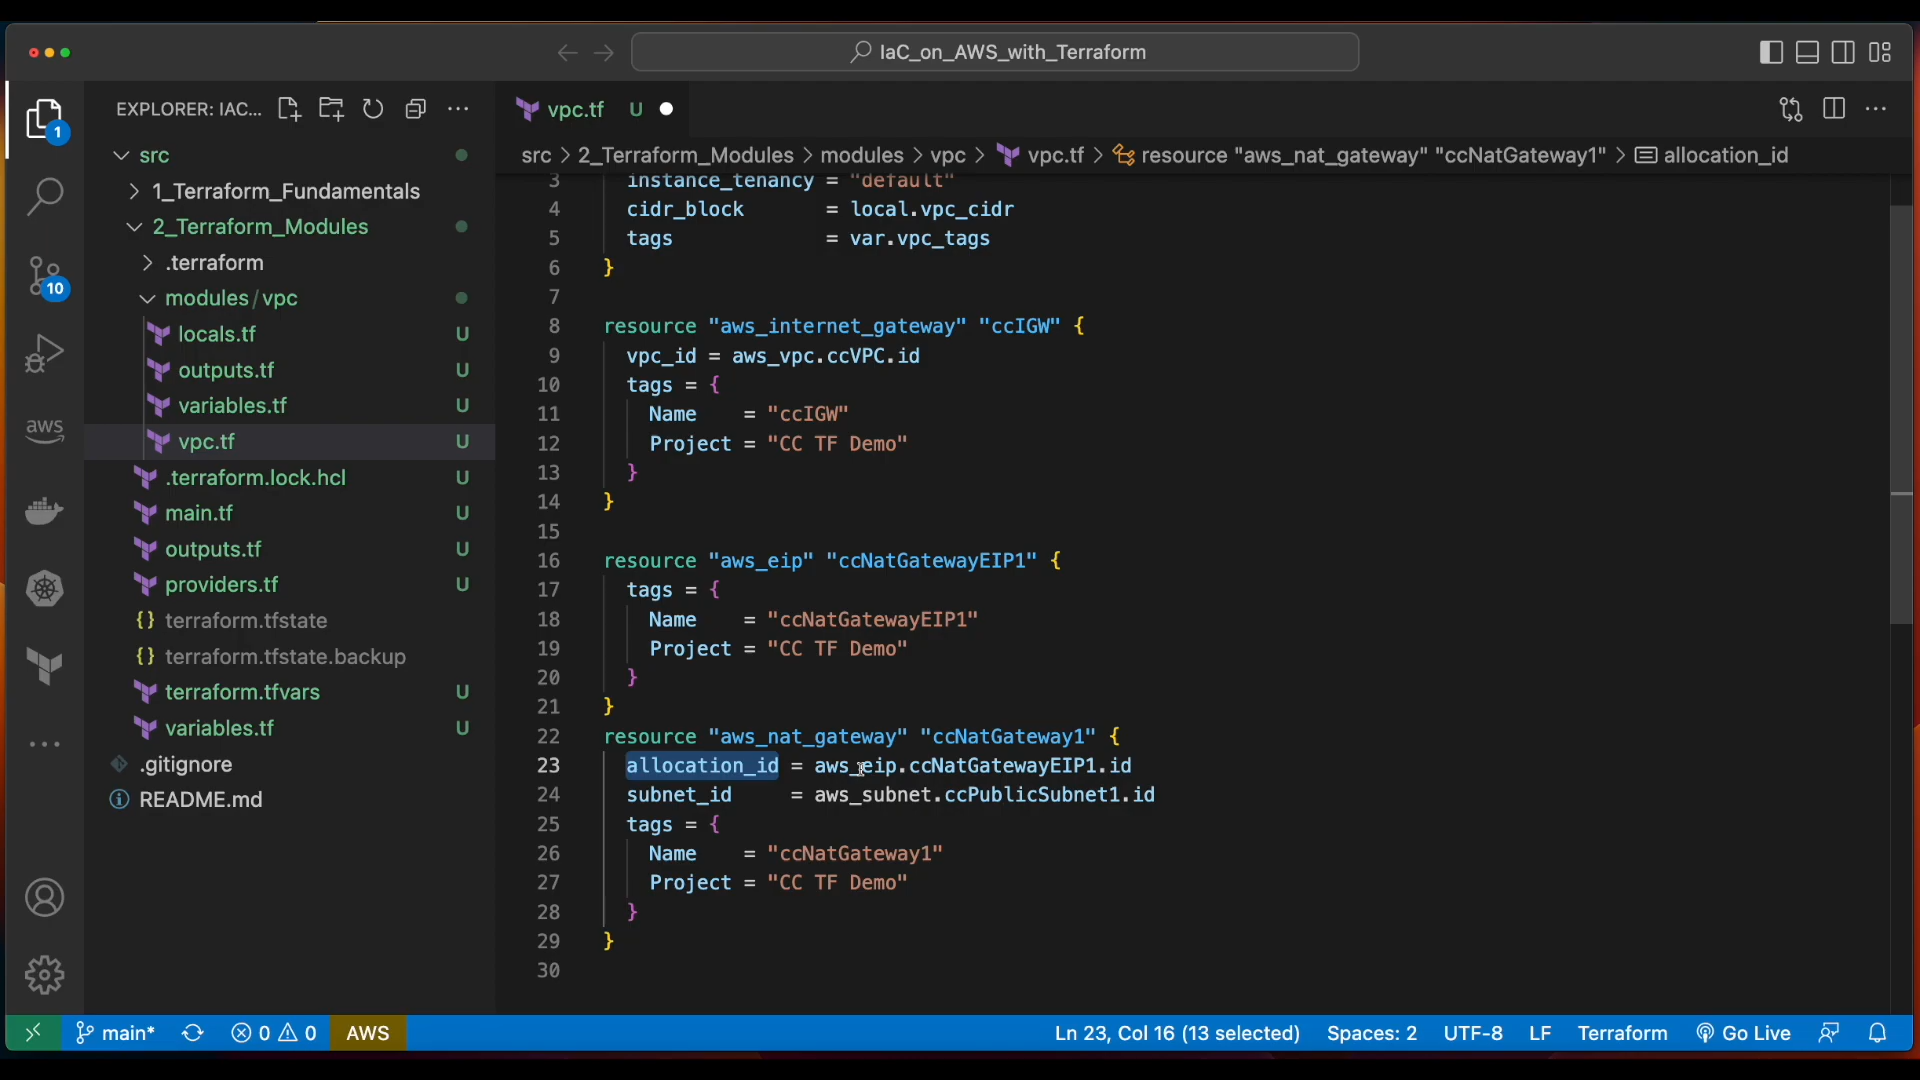 IaC_on_AWS_with_Terraform
EXPLORER: IAC...
vpc.tf U
src > 2_Terraform_Modules > modules > vpc > vpc.tf > resource "aws_nat_gateway" "ccNatGateway1" > allocation_id
1
10
aws
src
1_Terraform_Fundamentals
2_Terraform_Modules
.terraform
modules/vpc
locals.tf U
outputs.tf U
variables.tf U
vpc.tf U
.terraform.lock.hcl U
main.tf U
outputs.tf U
providers.tf U
{} terraform.tfstate
{} terraform.tfstate.backup
terraform.tfvars U
variables.tf U
.gitignore
README.md
3 instance_tenancy = "default"
4 cidr_block = local.vpc_cidr
5 tags = var.vpc_tags
6 }
7
8 resource "aws_internet_gateway" "ccIGW" {
9 vpc_id = aws_vpc.ccVPC.id
10 tags = {
11 Name = "ccIGW"
12 Project = "CC TF Demo"
13 }
14 }
15
16 resource "aws_eip" "ccNatGatewayEIP1" {
17 tags = {
18 Name = "ccNatGatewayEIP1"
19 Project = "CC TF Demo"
20 }
21 }
22 resource "aws_nat_gateway" "ccNatGateway1" {
23 allocation_id = aws_eip.ccNatGatewayEIP1.id
24 subnet_id = aws_subnet.ccPublicSubnet1.id
25 tags = {
26 Name = "ccNatGateway1"
27 Project = "CC TF Demo"
28 }
29 }
30
main* 0 0 AWS Ln 23, Col 16 (13 selected) Spaces: 2 UTF-8 LF Terraform Go Live